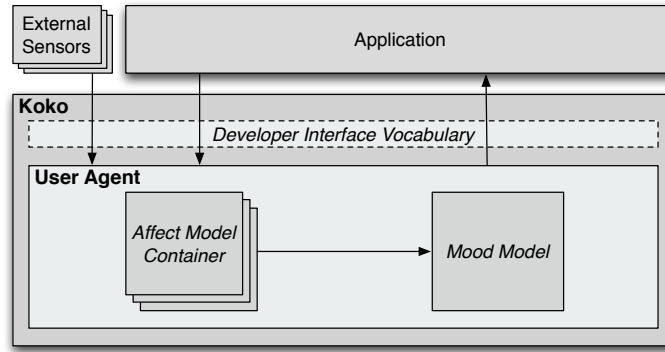 External
Sensors
Application
Koko
Developer Interface Vocabulary
User Agent
Affect Model
Container
Mood Model